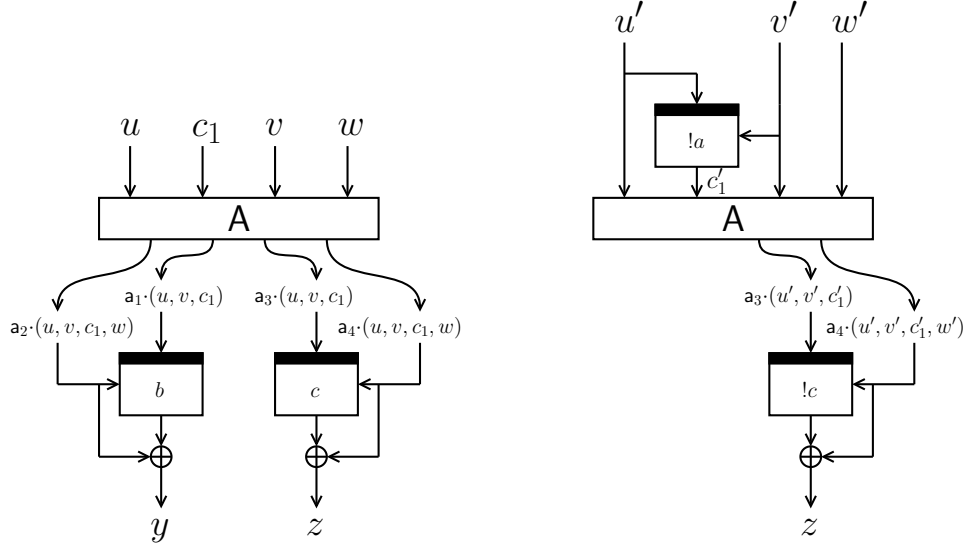 u′ v′ w′
!a
u c₁ v w
c′₁
A A
a₁·(u, v, c₁) a₃·(u, v, c₁) a₃·(u′, v′, c′₁)
a₂·(u, v, c₁, w) a₄·(u, v, c₁, w) a₄·(u′, v′, c′₁, w′)
b c !c
y z z